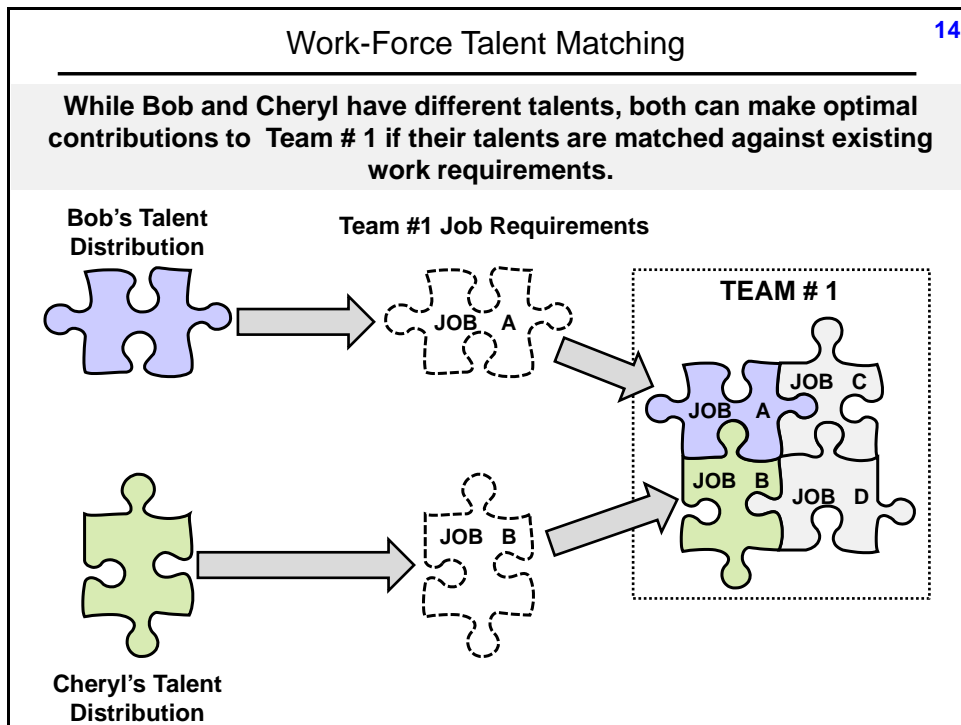 Work-Force Talent Matching
14
While Bob and Cheryl have different talents, both can make optimal
contributions to Team # 1 if their talents are matched against existing
work requirements.
Bob’s Talent
Distribution
Team #1 Job Requirements
TEAM # 1
JOB A
JOB C
JOB A
JOB B
JOB B
JOB D
Cheryl’s Talent
Distribution